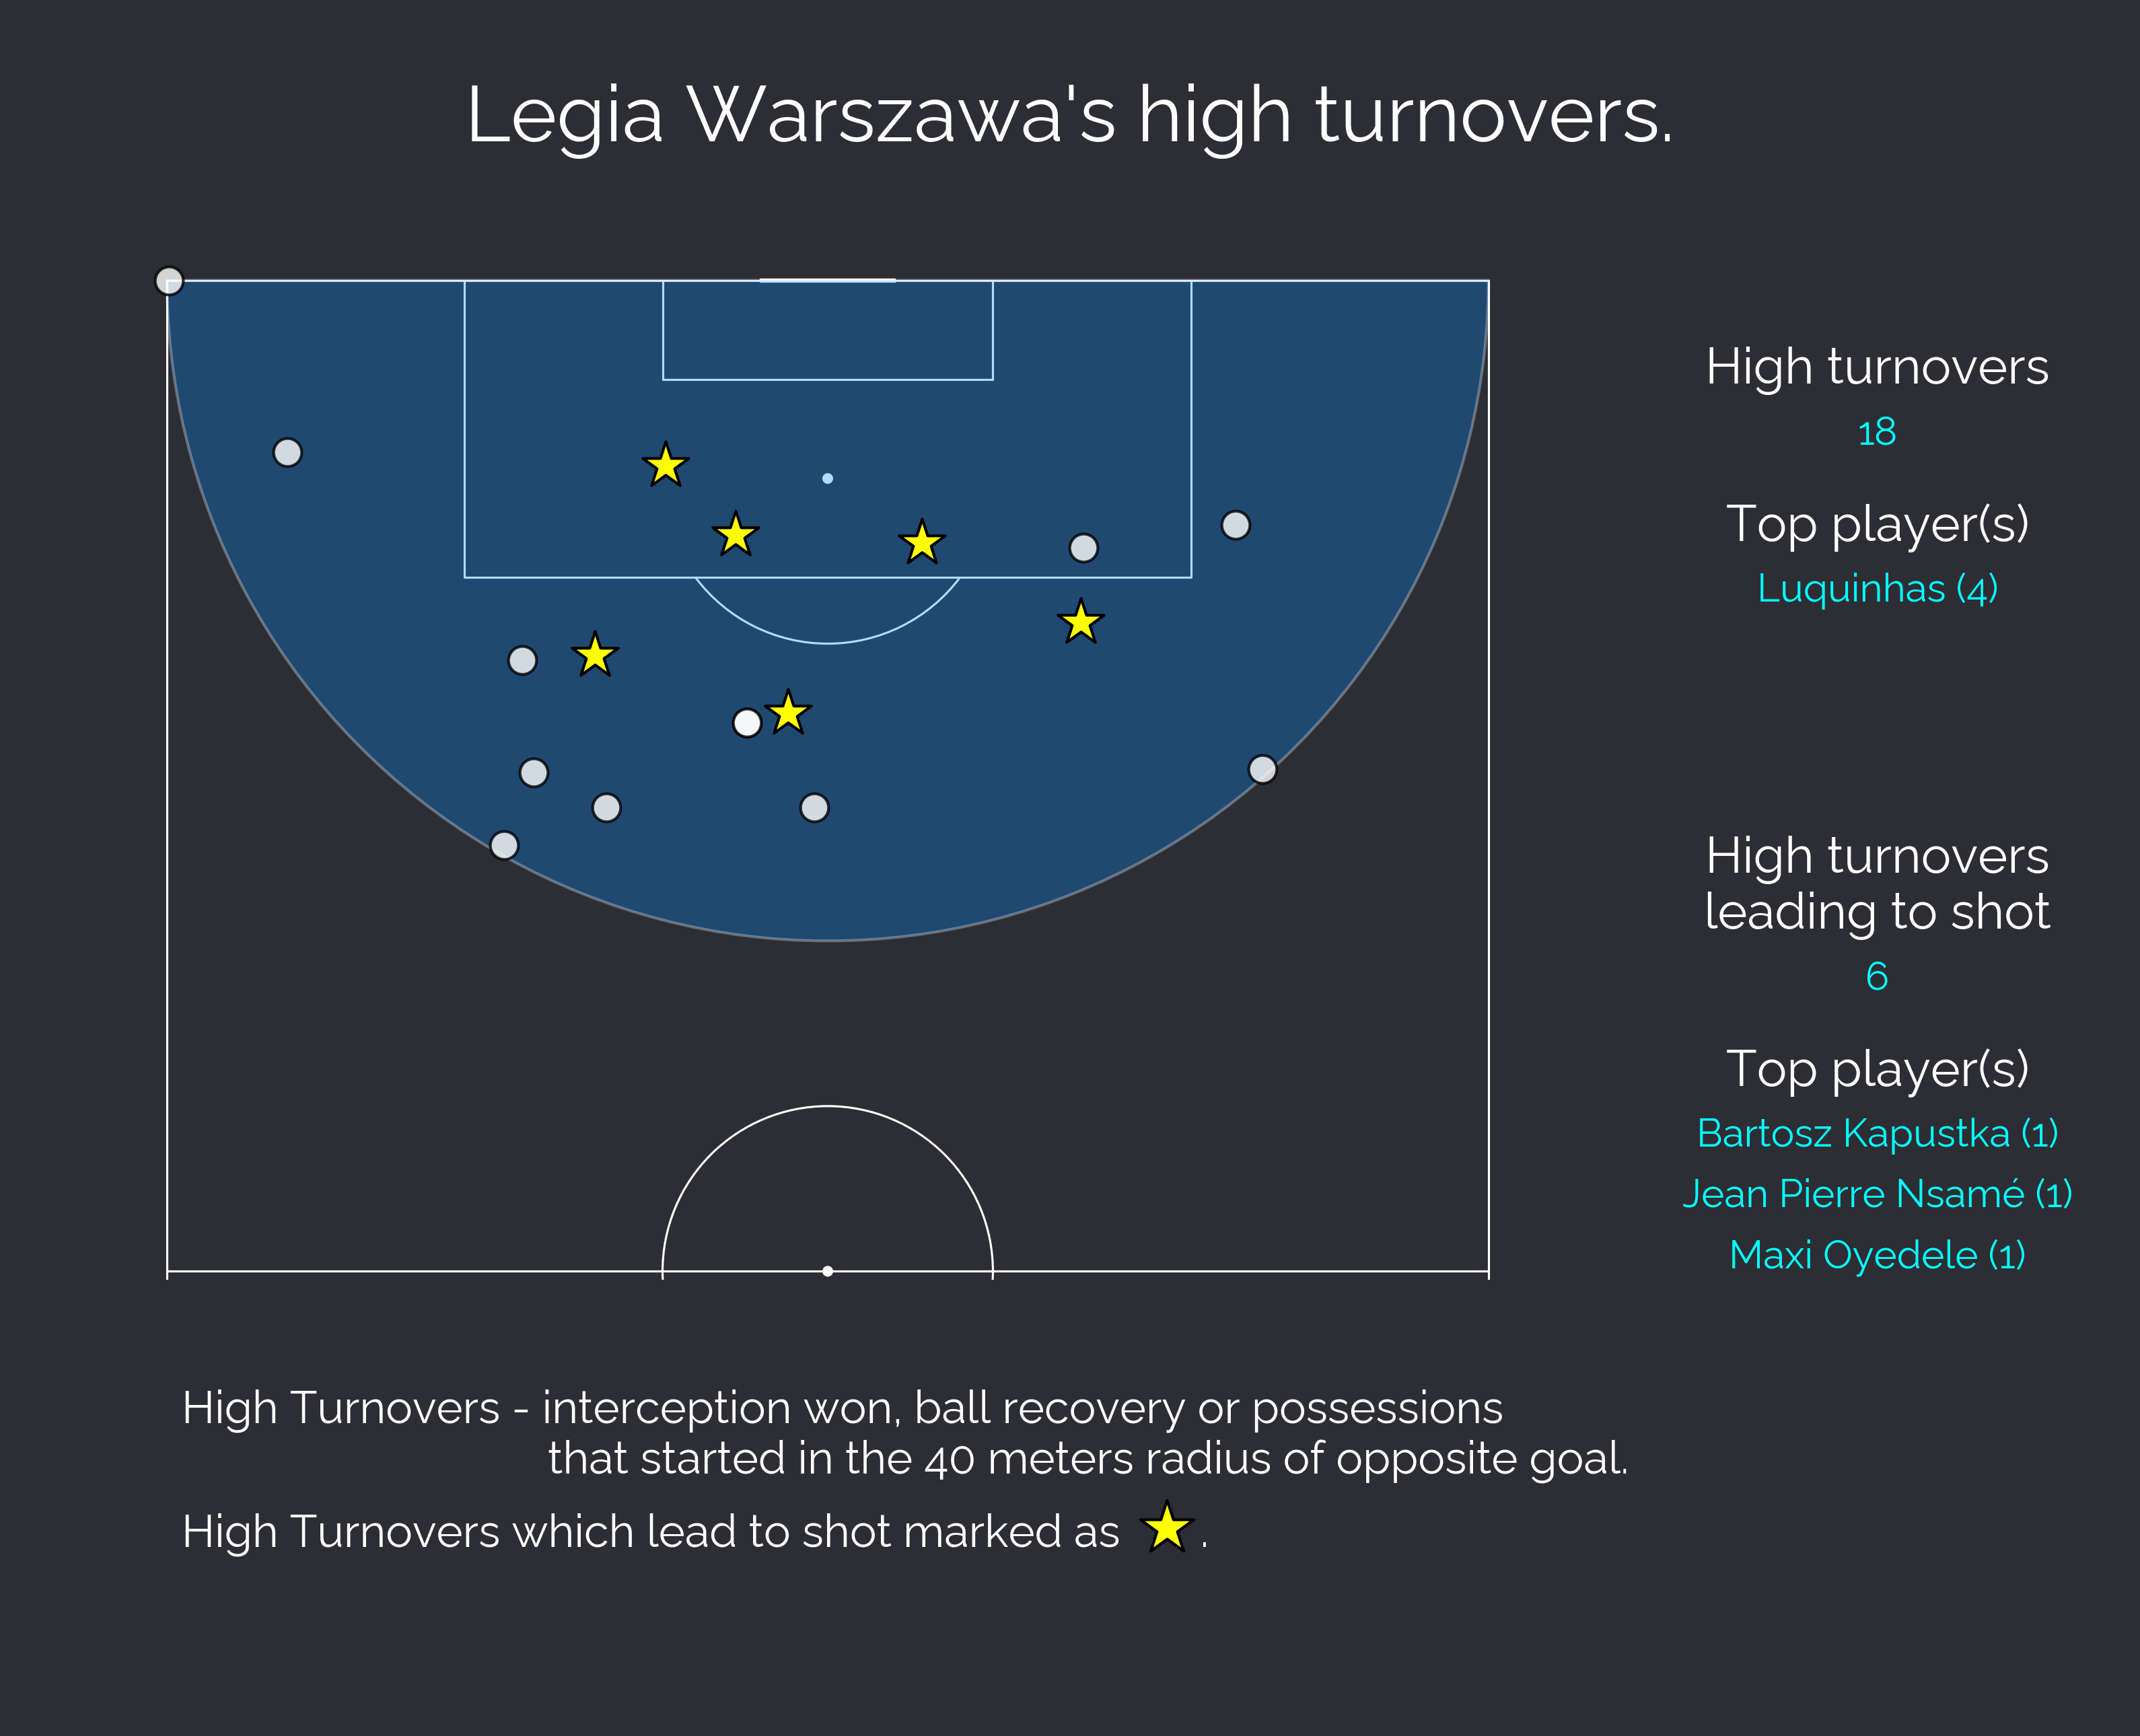 Legia Warszawa's high turnovers.
High turnovers
18
Top player(s)
Luquinhas (4)
High turnovers
leading to shot
6
Top player(s)
Bartosz Kapustka (1)
Jean Pierre Nsamé (1)
Maxi Oyedele (1)
High Turnovers - interception won, ball recovery or possessions
that started in the 40 meters radius of opposite goal.
High Turnovers which lead to shot marked as .